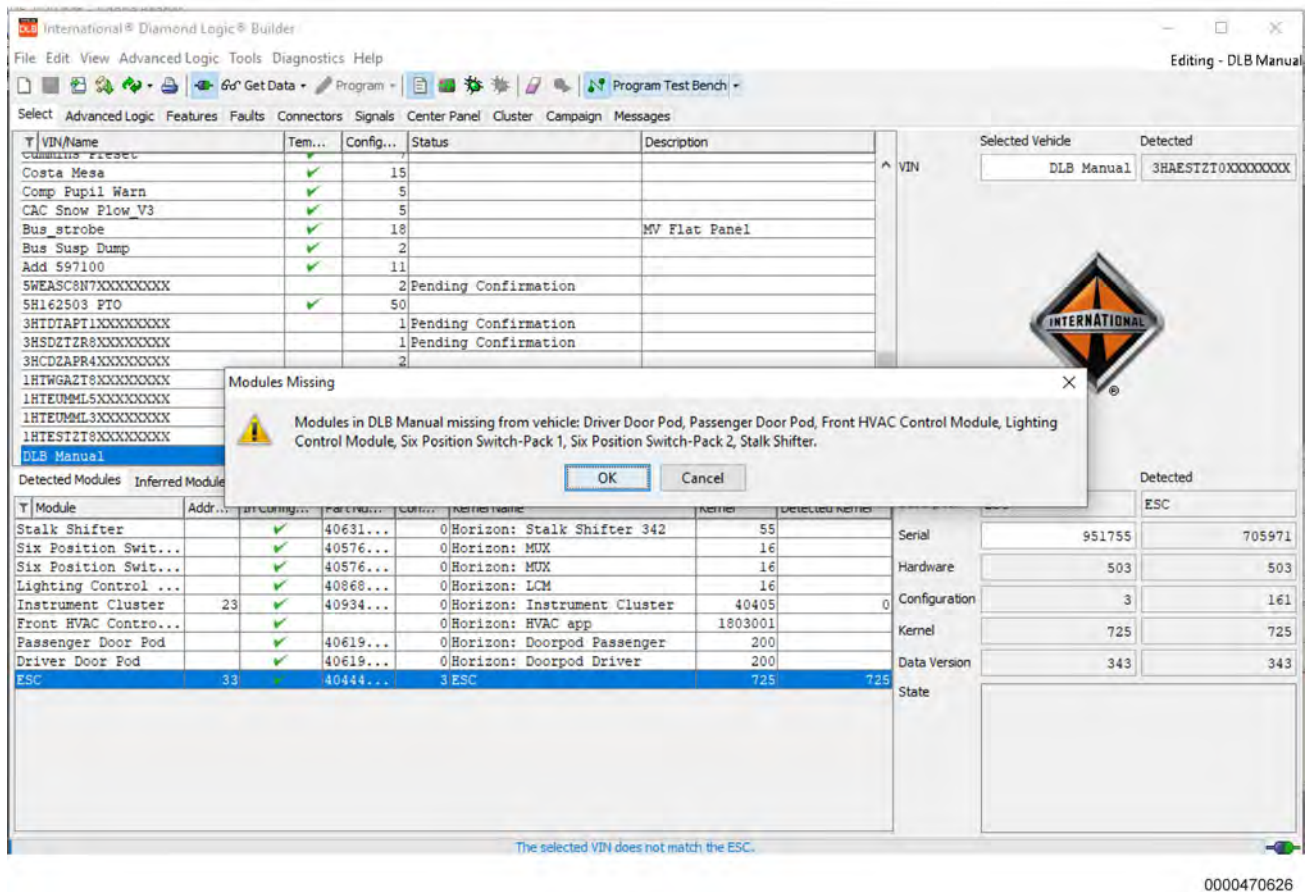 International® Diamond Logic® Builder
File Edit View Advanced Logic Tools Diagnostics Help
Editing - DLB Manual
Get Data Program Program Test Bench
Select Advanced Logic Features Faults Connectors Signals Center Panel Cluster Campaign Messages
VIN/Name Tem... Config... Status Description
Selected Vehicle Detected
VIN DLB Manual 3HAESTZT0XXXXXXXX
Costa Mesa 15
Comp Pupil Warn 5
CAC Snow Plow_V3 5
Bus_strobe 18 MV Flat Panel
Bus Susp Dump 2
Add 597100 11
5WEASC8N7XXXXXXXX 2 Pending Confirmation
5H162503 PTO 50
3HTDTAPT1XXXXXXXX 1 Pending Confirmation
3HSDZTZR8XXXXXXXX 1 Pending Confirmation
3HCDZAPR4XXXXXXXX 2
1HTWGAZT8XXXXXXXX
1HTEUMML5XXXXXXXX
1HTEUMML3XXXXXXXX
1HTESTZT8XXXXXXXX
DLB Manual
INTERNATIONAL
®
Modules Missing
Modules in DLB Manual missing from vehicle: Driver Door Pod, Passenger Door Pod, Front HVAC Control Module, Lighting
Control Module, Six Position Switch-Pack 1, Six Position Switch-Pack 2, Stalk Shifter.
OK Cancel
Detected Modules Inferred Module
Detected
Module Addr... In Config... Part Nu... Con... Kernel Name Kernel Detected Kernel
ESC
Stalk Shifter 40631... 0 Horizon: Stalk Shifter 342 55
Six Position Swit... 40576... 0 Horizon: MUX 16
Six Position Swit... 40576... 0 Horizon: MUX 16
Lighting Control ... 40868... 0 Horizon: LCM 16
Instrument Cluster 23 40934... 0 Horizon: Instrument Cluster 40405 0
Front HVAC Contro... 0 Horizon: HVAC app 1803001
Passenger Door Pod 40619... 0 Horizon: Doorpod Passenger 200
Driver Door Pod 40619... 0 Horizon: Doorpod Driver 200
ESC 33 40444... 3 ESC 725 725
Serial 951755 705971
Hardware 503 503
Configuration 3 161
Kernel 725 725
Data Version 343 343
State
The selected VIN does not match the ESC.
0000470626